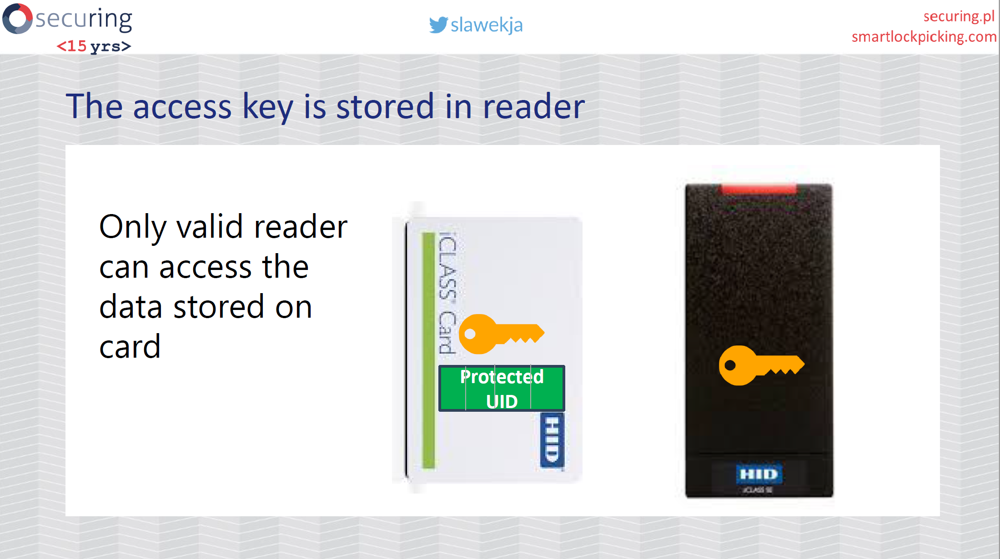 securing
<15 yrs>
slawekja
securing.pl
smartlockpicking.com
The access key is stored in reader
Only valid reader
can access the
data stored on
card
iCLASS® Card
Protected
UID
HID
HID
iCLASS SE